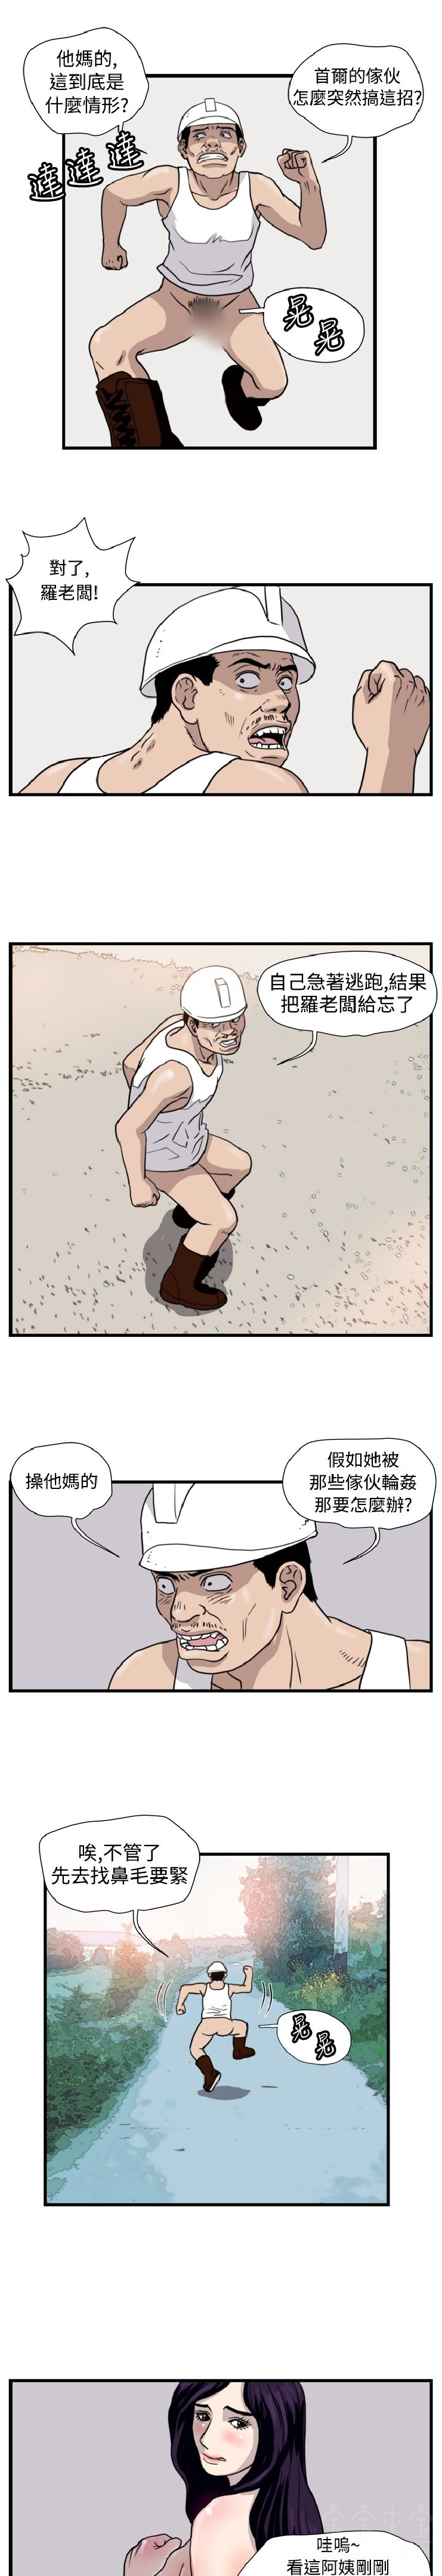 他媽的,
這到底是
什麼情形?
首爾的傢伙
怎麼突然搞這招?
達達達
晃晃
對了,
羅老闆!
自己急著逃跑,結果
把羅老闆給忘了
操他媽的
假如她被
那些傢伙輪姦
那要怎麼辦?
唉,不管了
先去找鼻毛要緊
晃晃
哇嗚~
看這阿姨剛剛